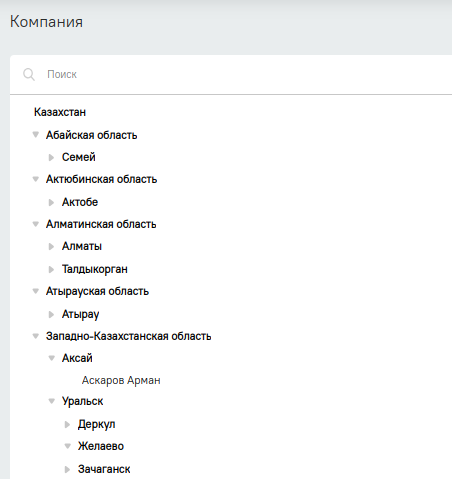 Компания
Поиск
Казахстан
Абайская область
Семей
Актюбинская область
Актобе
Алматинская область
Алматы
Талдыкорган
Атырауская область
Атырау
Западно-Казахстанская область
Аксай
Аскаров Арман
Уральск
Деркул
Желаево
Зачаганск